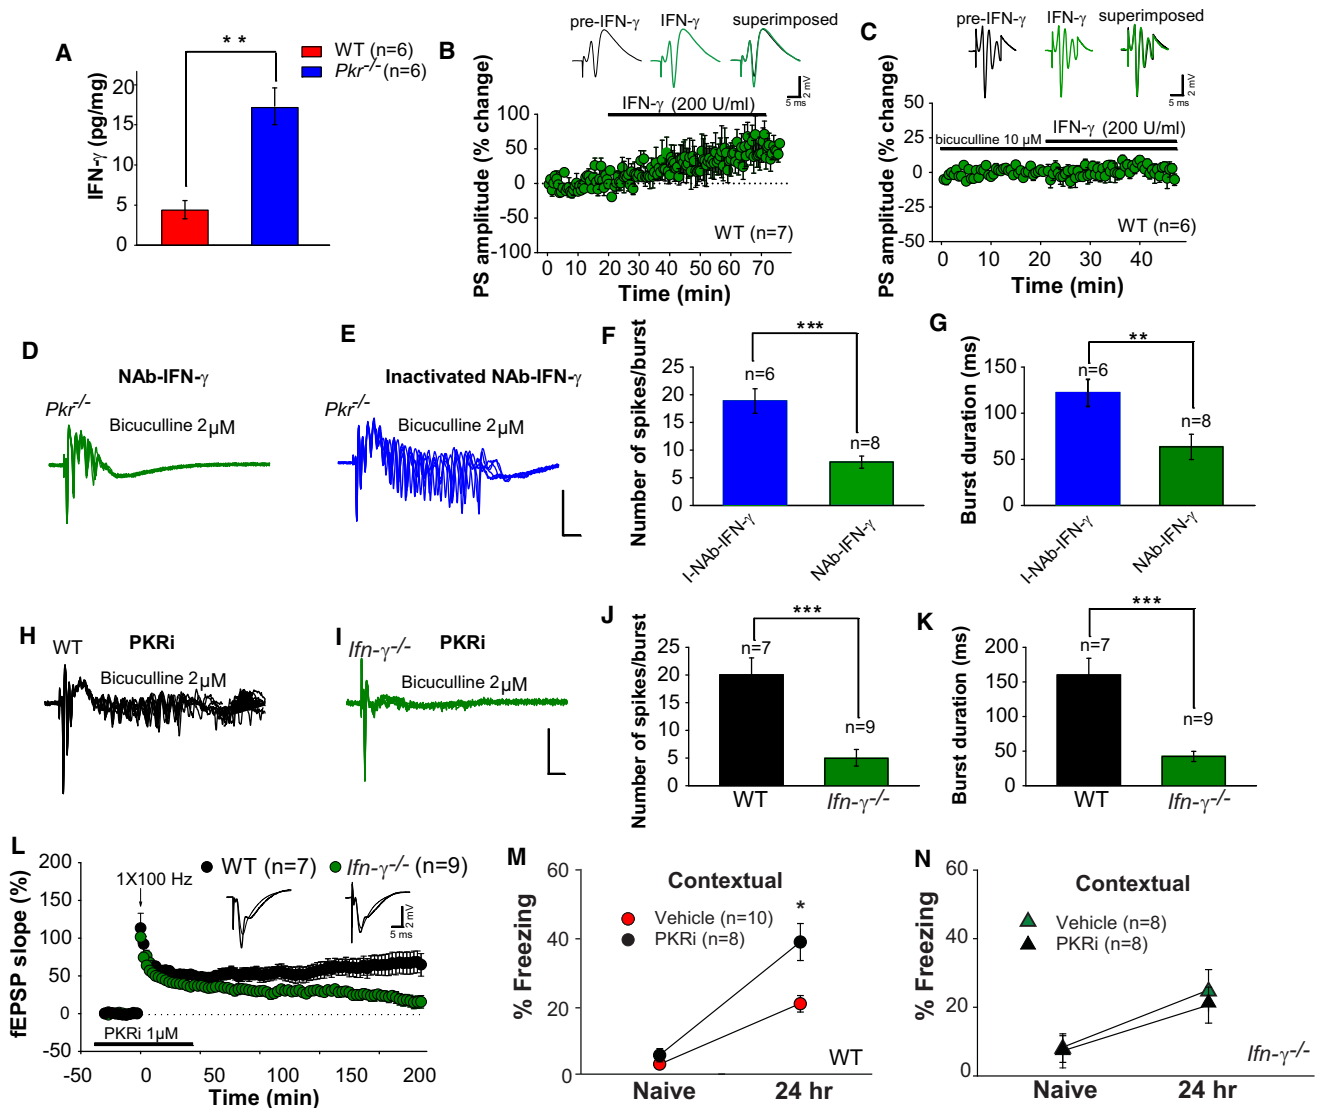 A
**
WT (n=6)
Pkr-/- (n=6)
IFN-γ (pg/mg)
20
15
10
5
0
B
pre-IFN-γ
IFN-γ
superimposed
2 mV
5 ms
IFN-γ (200 U/ml)
PS amplitude (% change)
100
50
0
-50
-100
WT (n=7)
0 10 20 30 40 50 60 70
Time (min)
C
pre-IFN-γ
IFN-γ
superimposed
2 mV
5 ms
PS amplitude (% change)
50
25
0
-25
-50
bicuculline 10 µM
IFN-γ (200 U/ml)
WT (n=6)
0 10 20 30 40
Time (min)
D
NAb-IFN-γ
Pkr-/-
Bicuculline 2µM
E
Inactivated NAb-IFN-γ
Pkr-/-
Bicuculline 2µM
F
***
Number of spikes/burst
25
20
15
10
5
0
n=6
n=8
I-NAb-IFN-γ
NAb-IFN-γ
G
**
Burst duration (ms)
150
100
50
0
n=6
n=8
I-NAb-IFN-γ
NAb-IFN-γ
H
WT
PKRi
Bicuculline 2µM
I
Ifn-γ-/-
PKRi
Bicuculline 2µM
J
***
Number of spikes/burst
25
20
15
10
5
0
n=7
n=9
WT
Ifn-γ-/-
K
***
Burst duration (ms)
200
150
100
50
0
n=7
n=9
WT
Ifn-γ-/-
L
WT (n=7)
Ifn-γ-/- (n=9)
1X100 Hz
2 mV
5 ms
fEPSP slope (%)
200
150
100
50
0
-50
PKRi 1µM
-50 0 50 100 150 200
Time (min)
M
Contextual
Vehicle (n=10)
PKRi (n=8)
*
% Freezing
60
40
20
0
WT
Naive
24 hr
N
Contextual
Vehicle (n=8)
PKRi (n=8)
% Freezing
60
40
20
0
Ifn-γ-/-
Naive
24 hr